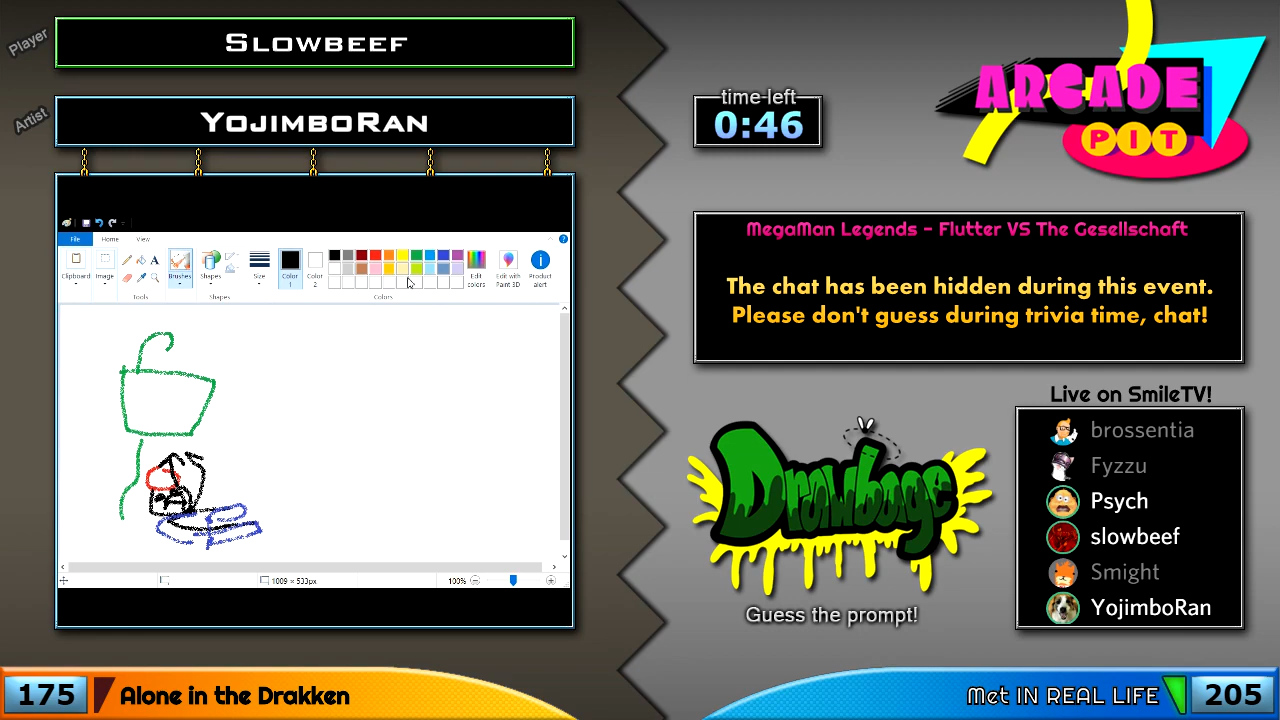 Player
SLOWBEEF
Artist
YOJIMBORAN
time left
0:46
ARCADE
PIT
MegaMan Legends - Flutter VS The Gesellschaft
The chat has been hidden during this event.
Please don't guess during trivia time, chat!
File
Home
View
Clipboard
Image
Brushes
Shapes
Size
Color
1
Color
2
Edit
colors
Edit with
Paint 3D
Product
alert
Tools
Shapes
Colors
1009 × 533px
100%
Drawbage
Guess the prompt!
Live on SmileTV!
brossentia
Fyzzu
Psych
slowbeef
Smight
YojimboRan
175
Alone in the Drakken
Met IN REAL LIFE
205